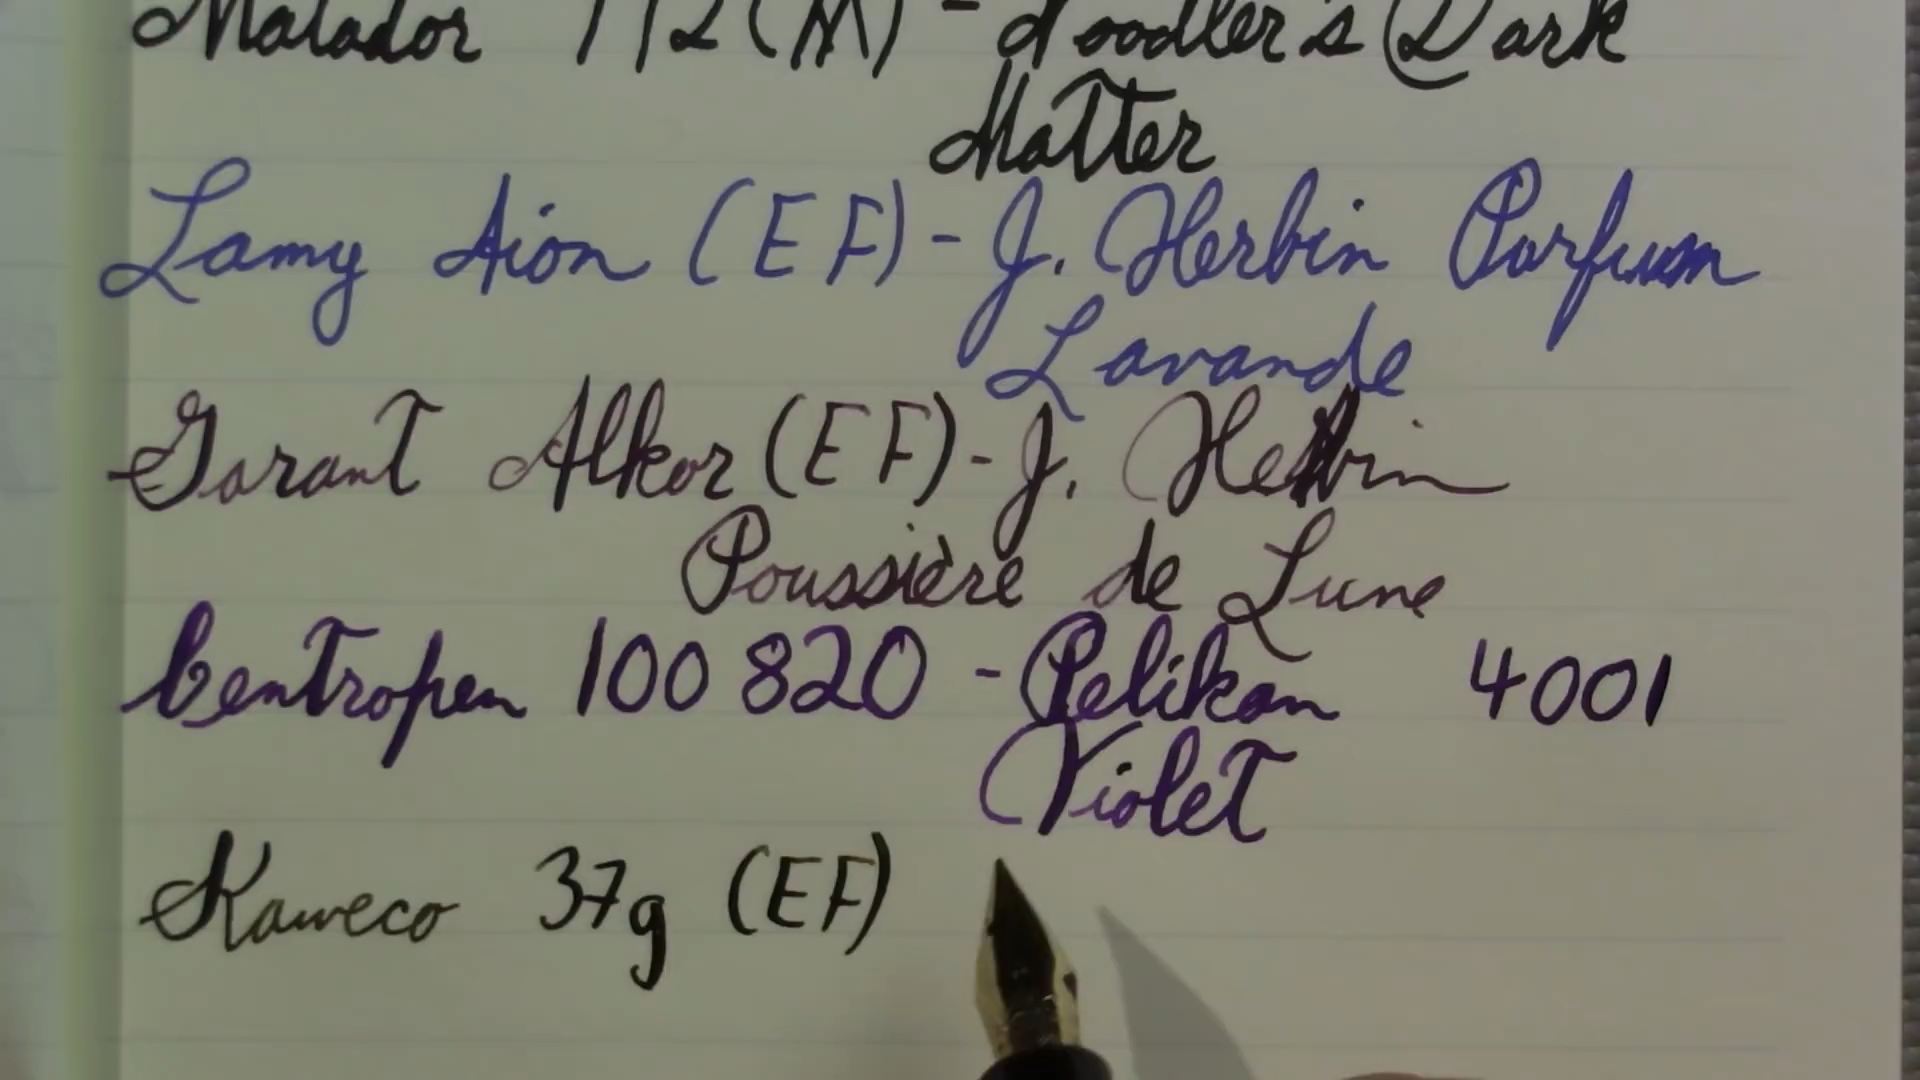 Matador 112 (M) - Noodler's Dark
Matter
Lamy Aion (EF) - J. Herbin Parfum
Lavande
Garant Alkor (EF) - J. Herbin
Poussière de Lune
Centropen 100 820 - Pelikan 4001
Violet
Kaweco 37g (EF)